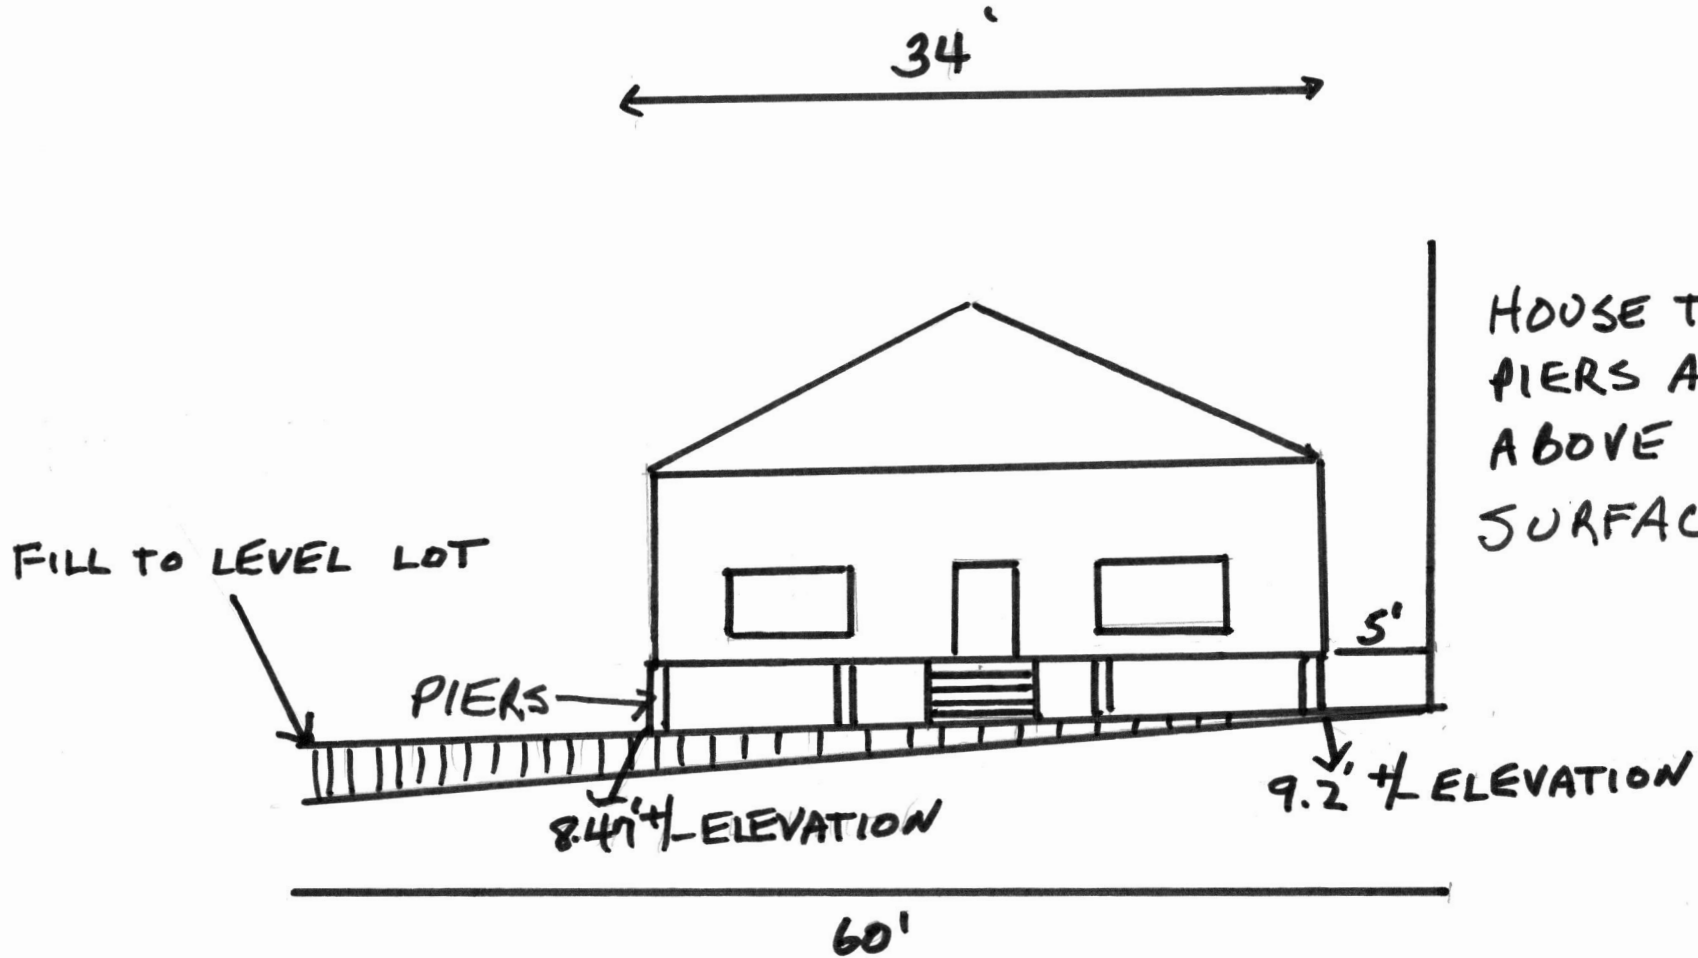 34'
HOUSE T
PIERS A
ABOVE
SURFAC
FILL TO LEVEL LOT
5'
PIERS
9.2' +/- ELEVATION
8.47' +/- ELEVATION
60'